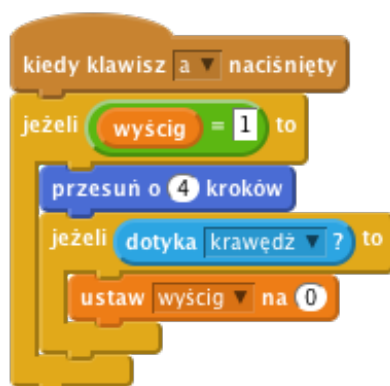 kiedy klawisz a naciśnięty
jeżeli wyścig = 1 to
przesuń o 4 kroków
jeżeli dotyka krawędź ? to
ustaw wyścig na 0